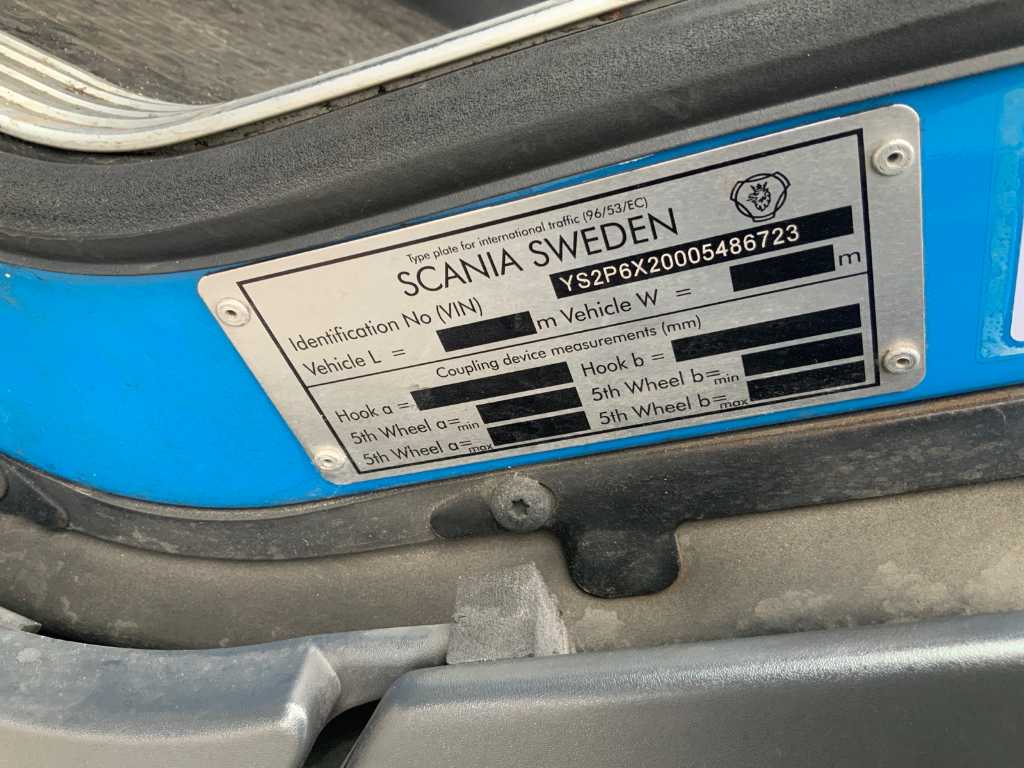 Type plate for international traffic (96/53/EC)
SCANIA SWEDEN
Identification No (VIN) YS2P6X20005486723
Vehicle L = m Vehicle W = m
Coupling device measurements (mm)
Hook a = Hook b =
5th Wheel a=min 5th Wheel b=min
5th Wheel a=max 5th Wheel b=max